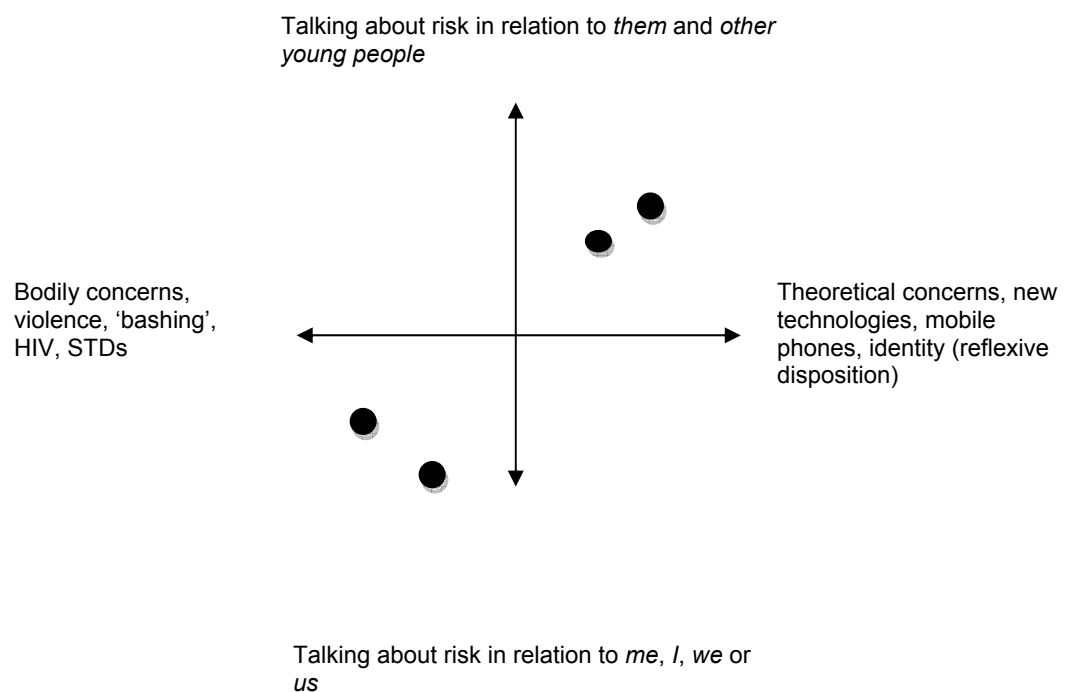 Talking about risk in relation to them and other
young people
Bodily concerns,
violence, ‘bashing’,
HIV, STDs
Theoretical concerns, new
technologies, mobile
phones, identity (reflexive
disposition)
Talking about risk in relation to me, I, we or
us